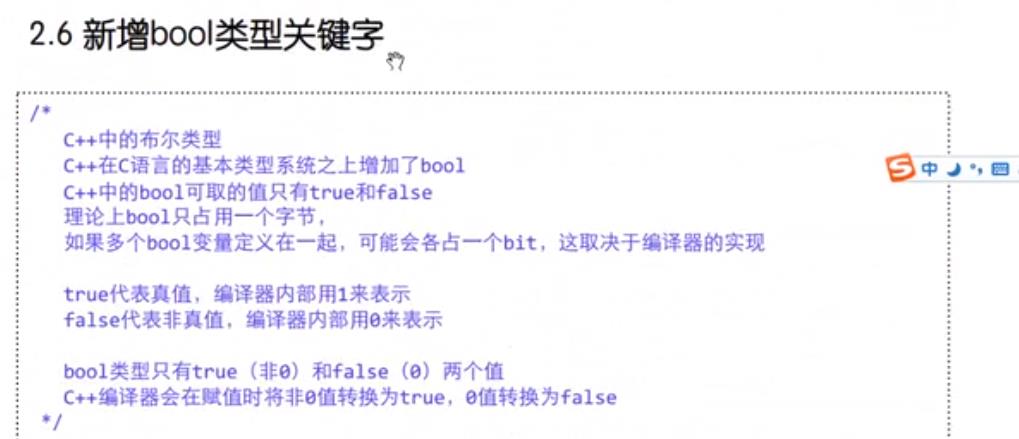 2.6 新增bool类型关键字
/*
C++中的布尔类型
C++在C语言的基本类型系统之上增加了bool
C++中的bool可取的值只有true和false
理论上bool只占用一个字节，
如果多个bool变量定义在一起，可能会各占一个bit，这取决于编译器的实现
true代表真值，编译器内部用1来表示
false代表非真值，编译器内部用0来表示
bool类型只有true（非0）和false（0）两个值
C++编译器会在赋值时将非0值转换为true，0值转换为false
*/
S 中